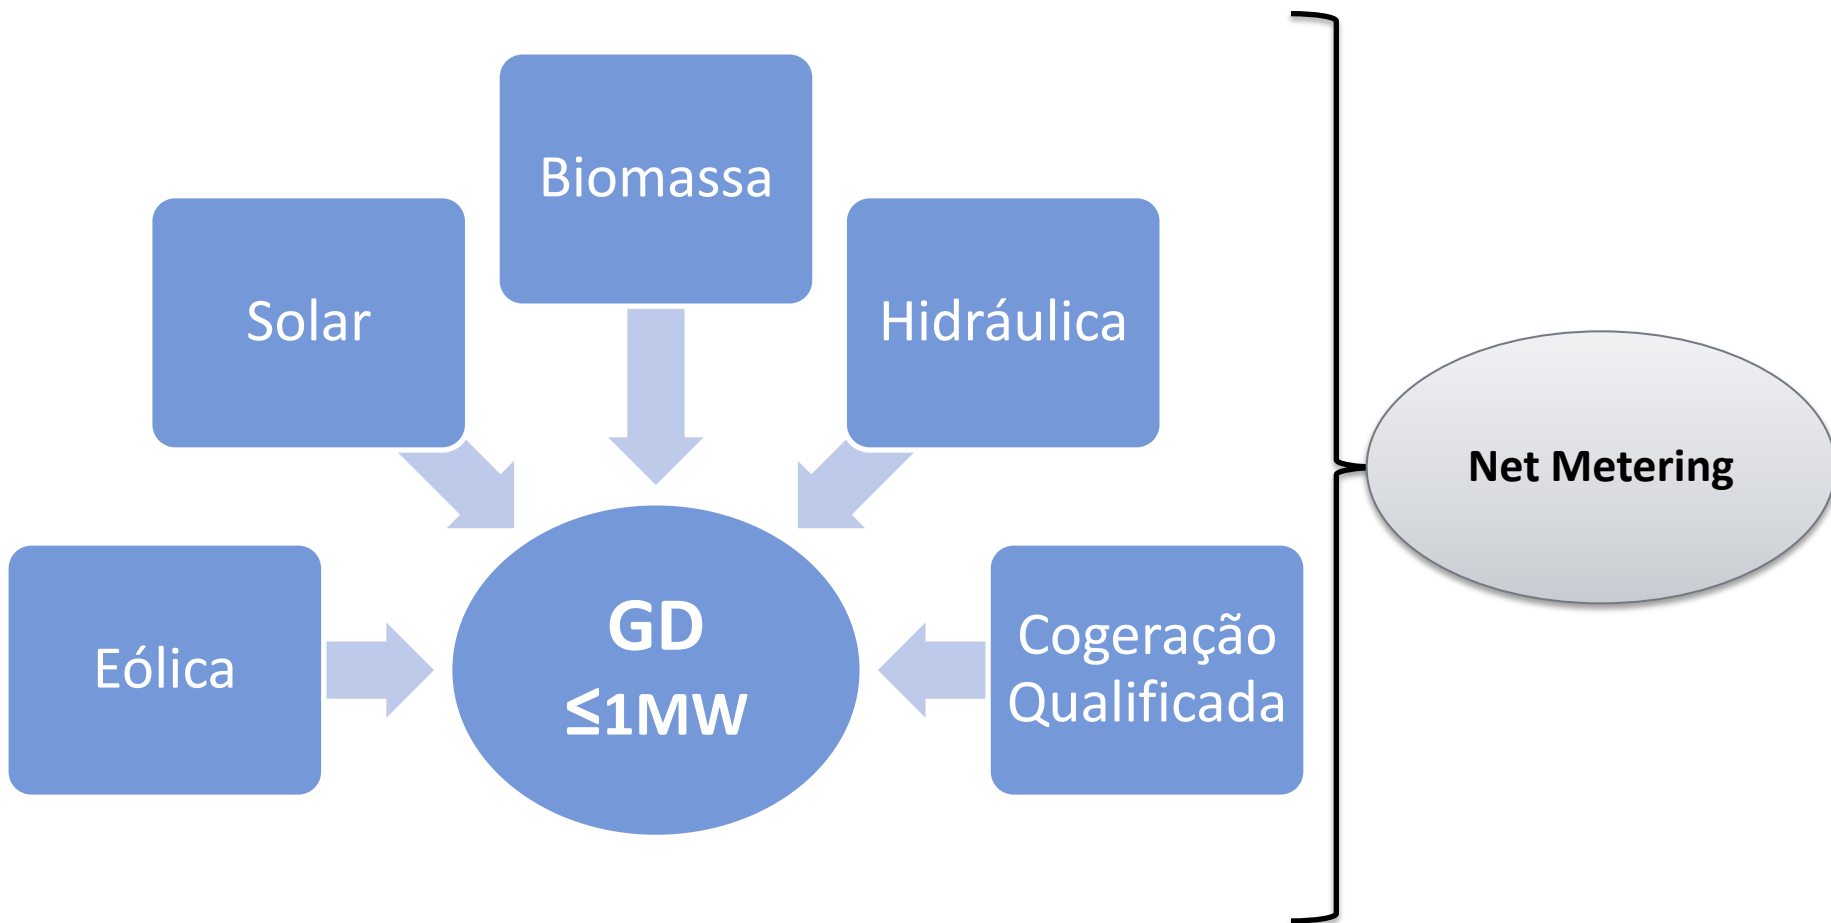 Biomassa
Solar
Hidráulica
Net Metering
Eólica
GD
≤1MW
Cogeração
Qualificada